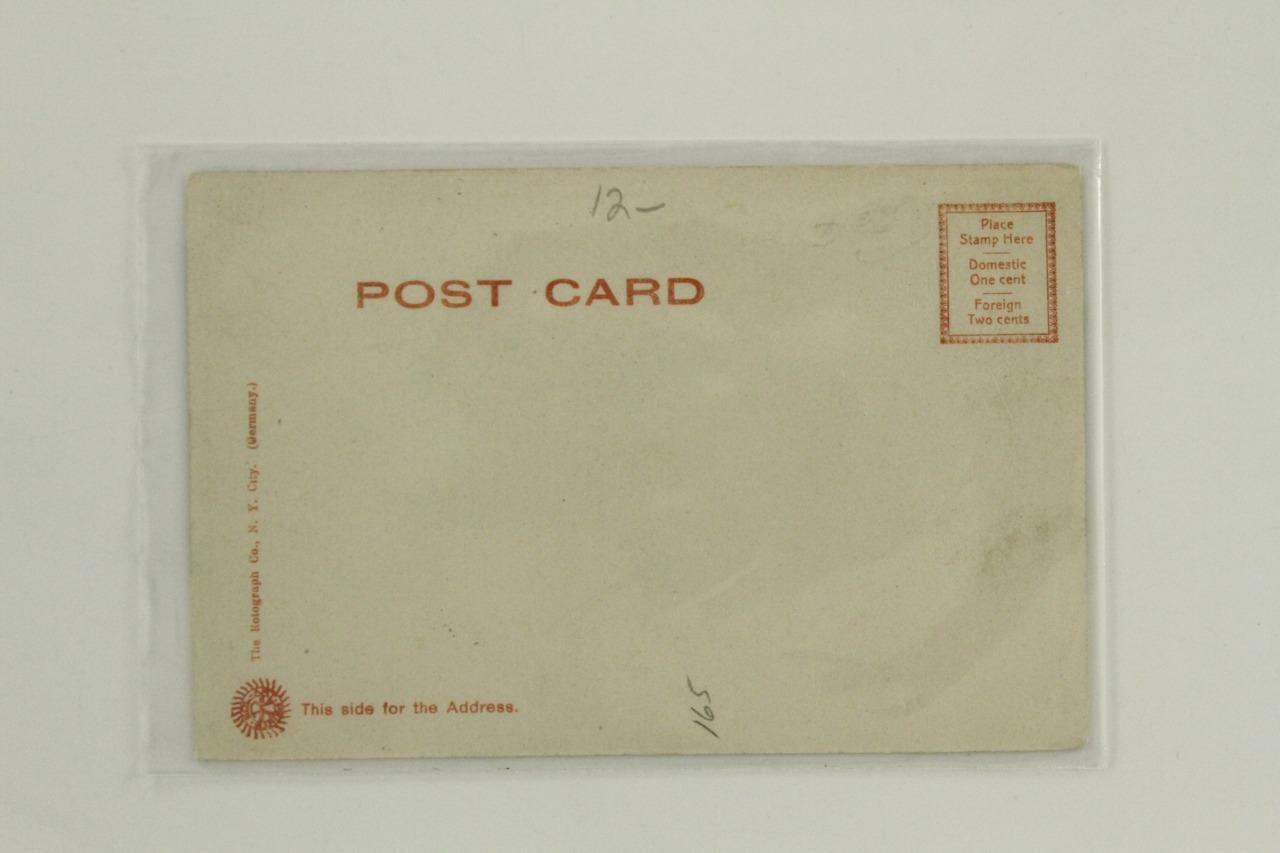 12-
POST CARD
Place
Stamp Here
Domestic
One cent
Foreign
Two cents
The Rotograph Co., N. Y. City. (Germany.)
This side for the Address.
165